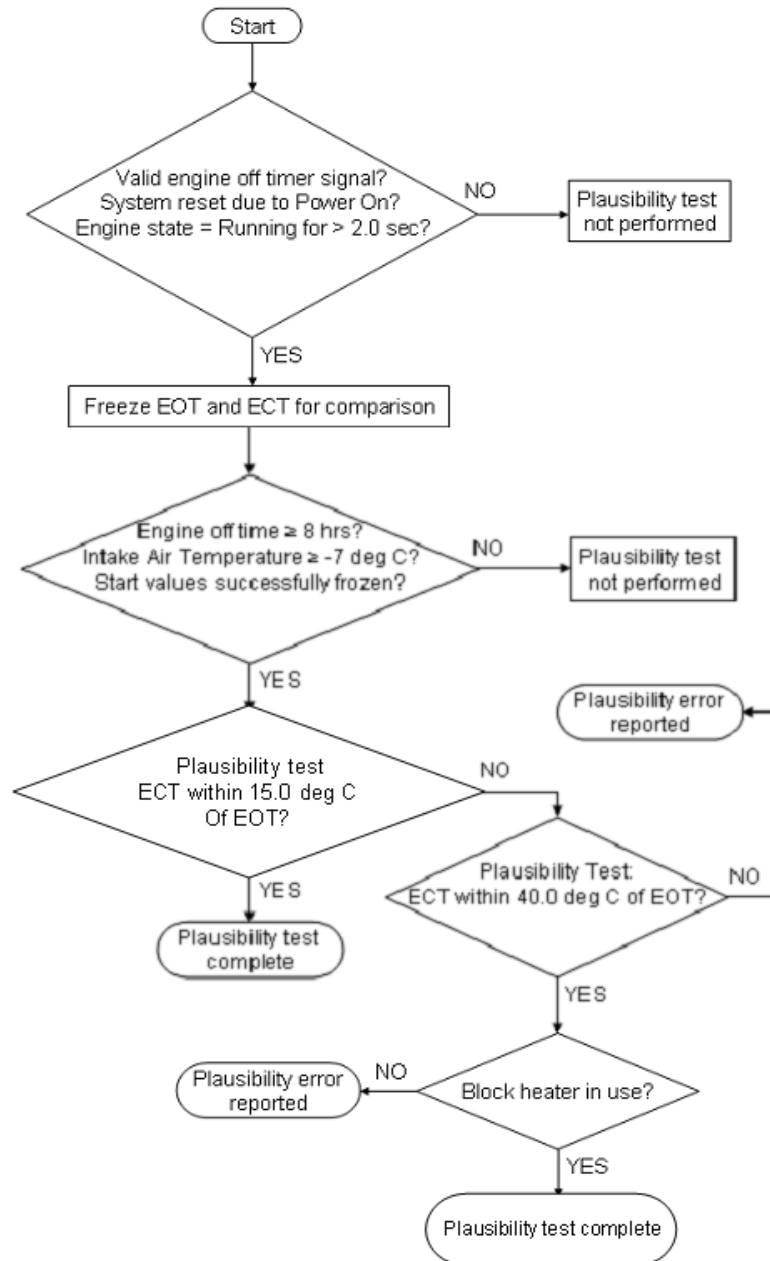 Start
Valid engine off timer signal?
System reset due to Power On?
Engine state = Running for > 2.0 sec?
NO
Plausibility test
not performed
YES
Freeze EOT and ECT for comparison
Engine off time ≥ 8 hrs?
Intake Air Temperature ≥ -7 deg C?
Start values successfully frozen?
NO
Plausibility test
not performed
YES
Plausibility error
reported
Plausibility test
ECT within 15.0 deg C
Of EOT?
NO
YES
Plausibility test
complete
Plausibility Test:
ECT within 40.0 deg C of EOT?
NO
YES
Block heater in use?
NO
Plausibility error
reported
YES
Plausibility test complete